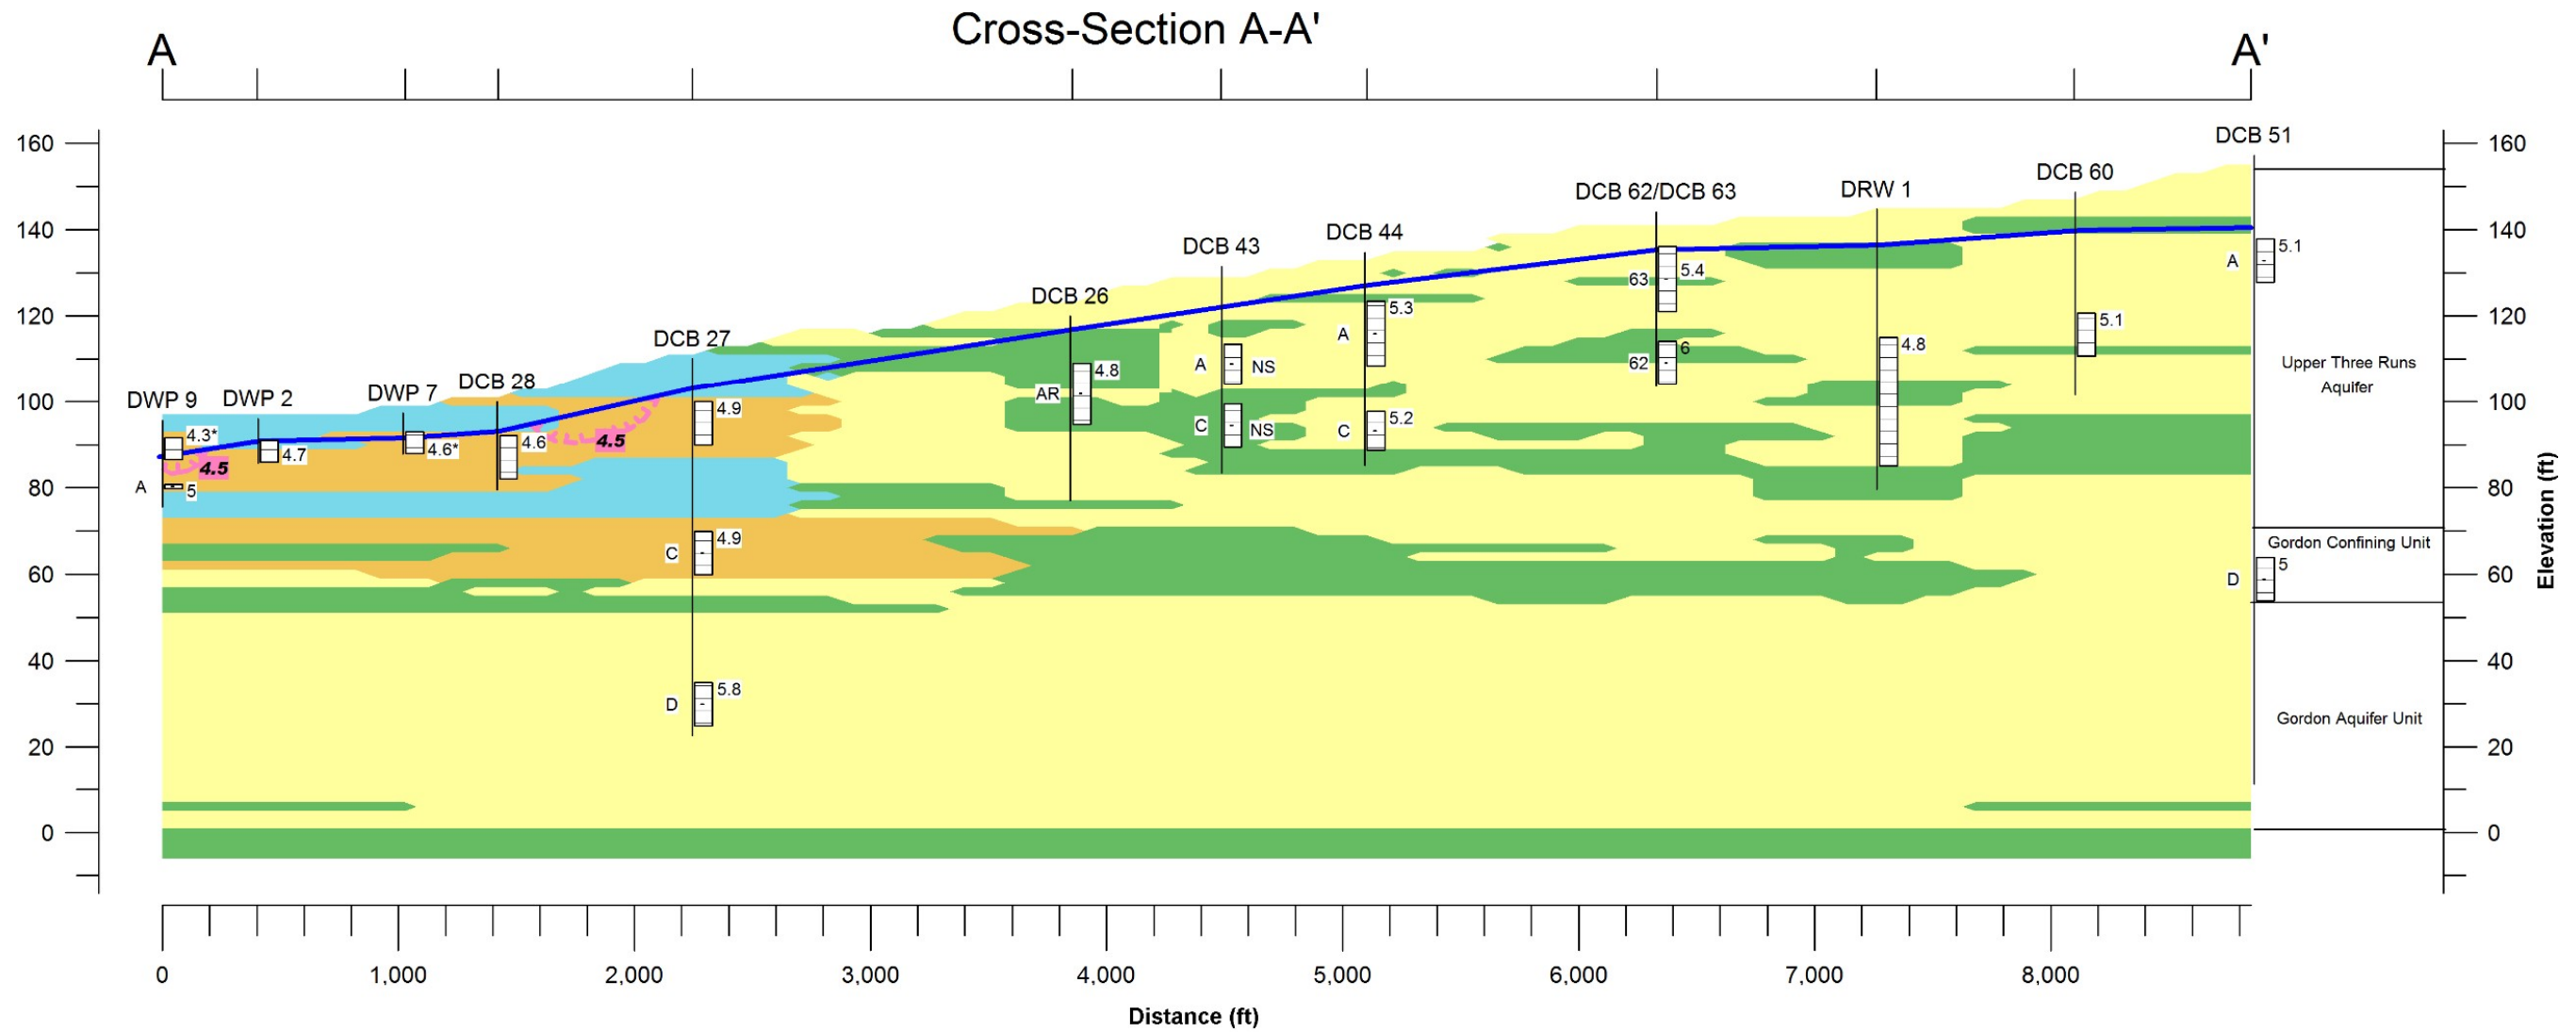 Cross-Section A-A'
A
A'
DCB 51
160
160
DCB 60
DCB 62/DCB 63
DRW 1
140
DCB 44
140
DCB 43
5.1
A
5.4
63
DCB 26
120
5.3
5.1
120
A
DCB 27
4.8
6
62
A
NS
Upper Three Runs
Aquifer
4.8
DCB 28
DWP 7
DWP 9
DWP 2
AR
100
4.9
100
5.2
4.3*
4.6
4.5
C
NS
C
4.7
4.6*
4.5
80
A
5
80
Elevation (ft)
4.9
Gordon Confining Unit
C
5
60
D
60
40
40
5.8
D
Gordon Aquifer Unit
20
20
0
0
0
1,000
2,000
3,000
4,000
5,000
6,000
7,000
8,000
Distance (ft)